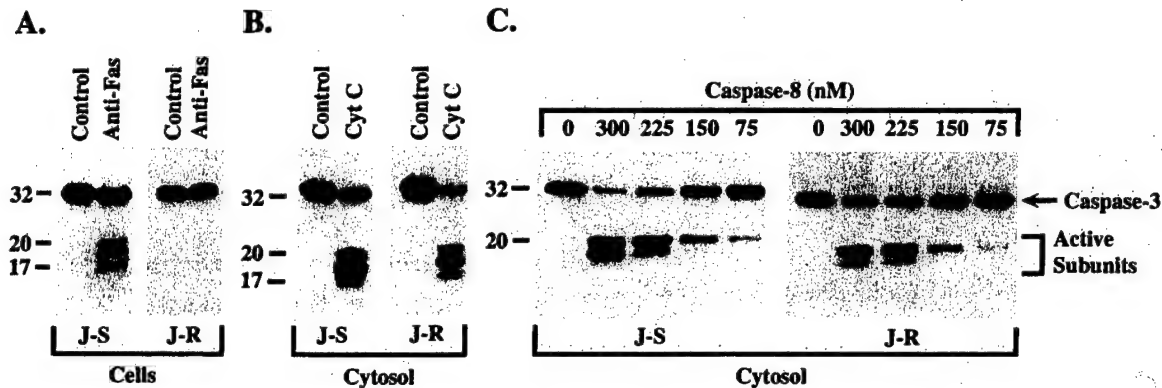 A.
Control
Anti-Fas
Control
Anti-Fas
32
20
17
J-S
J-R
Cells
B.
Control
Cyt C
Control
Cyt C
32
20
17
J-S
J-R
Cytosol
C.
Caspase-8 (nM)
0 300 225 150 75 0 300 225 150 75
32
20
Caspase-3
Active
Subunits
J-S
J-R
Cytosol